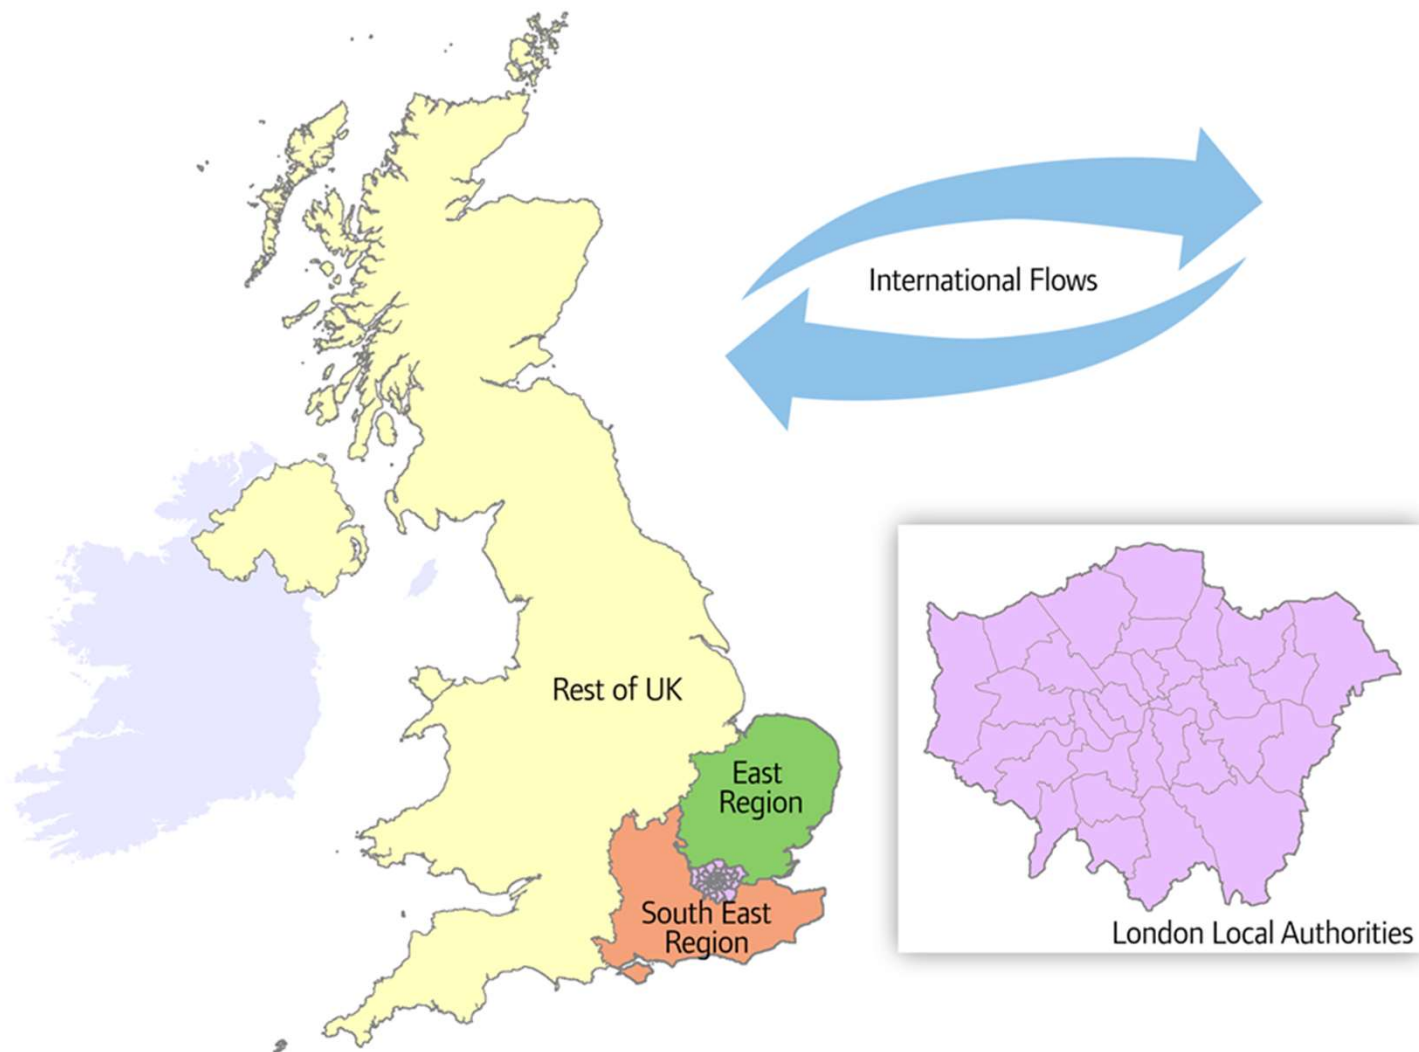 International Flows
Rest of UK
East
Region
South East
Region
London Local Authorities